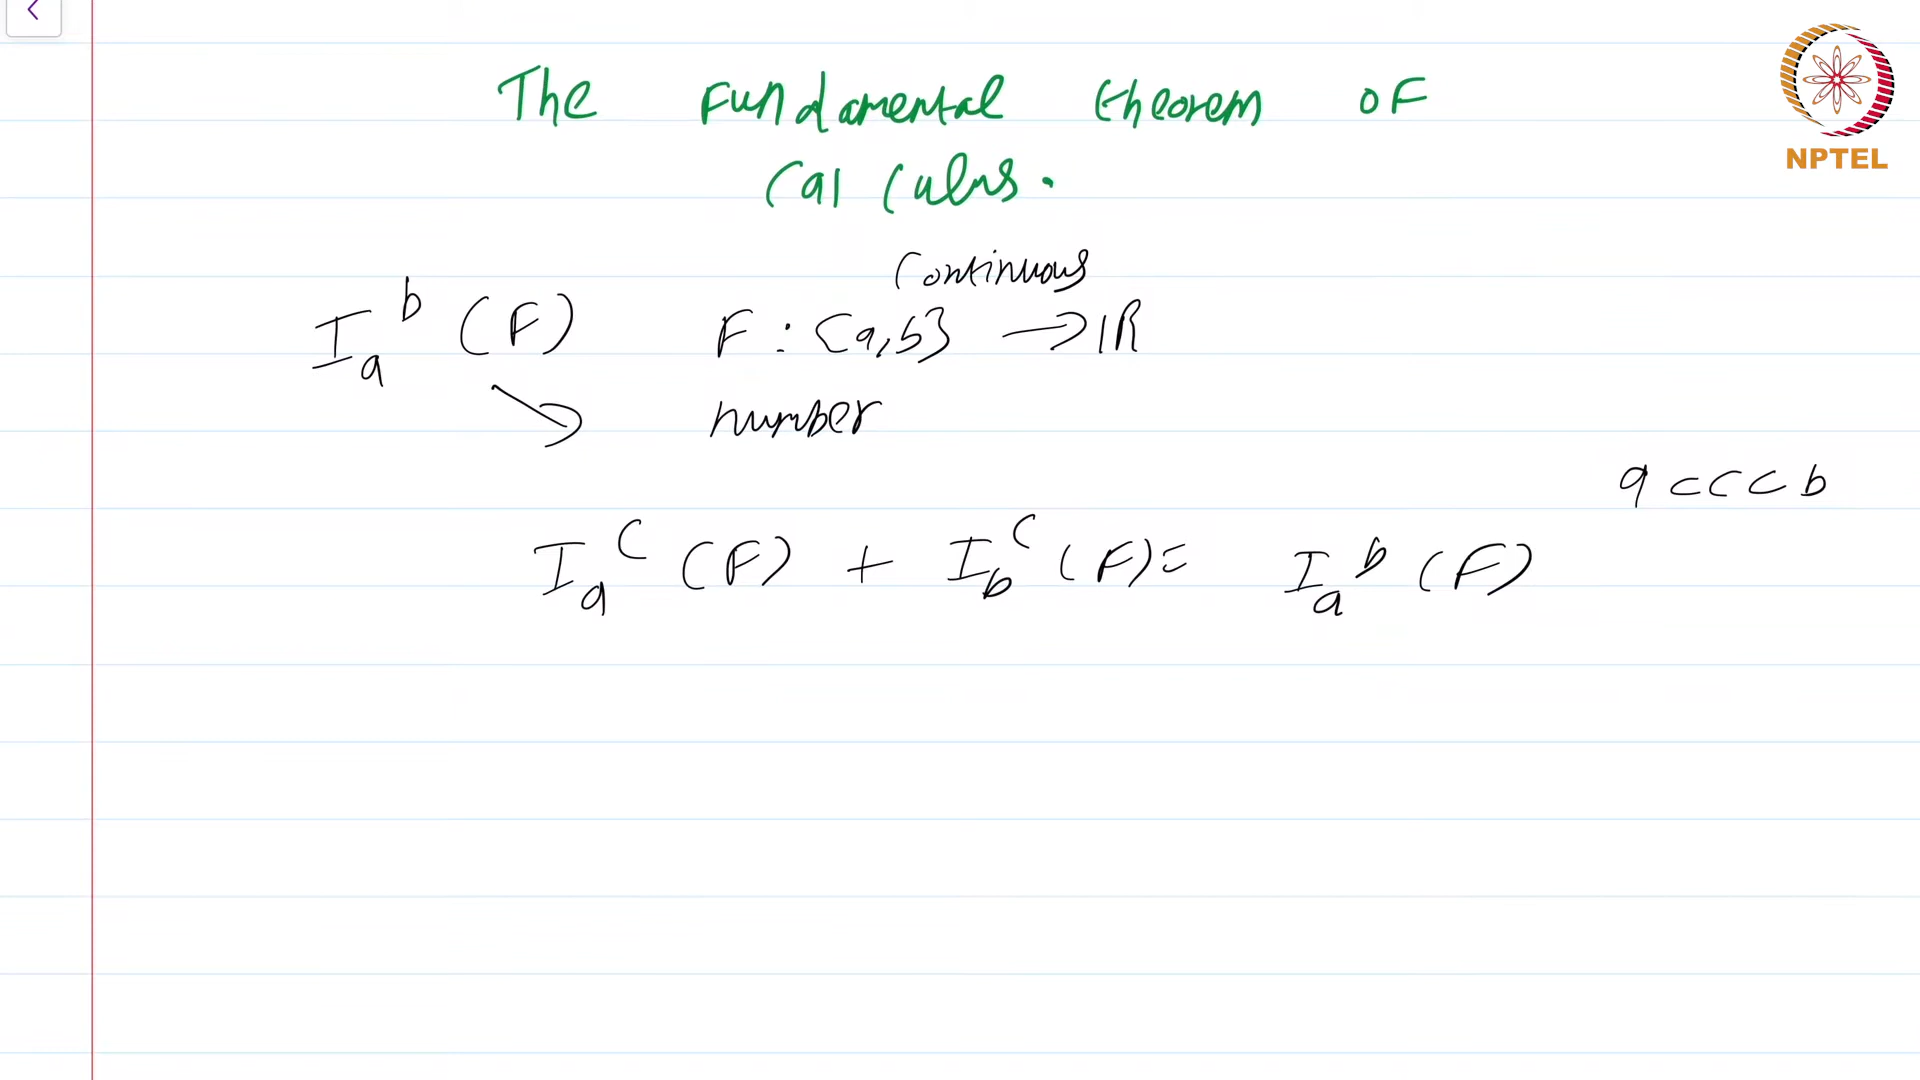 The Fundamental theorem of
Calculus.
NPTEL
Continuous
I_a^b (F) F : [a,b] → ℝ
number
a < c < b
I_a^c (F) + I_b^c (F) = I_a^b (F)